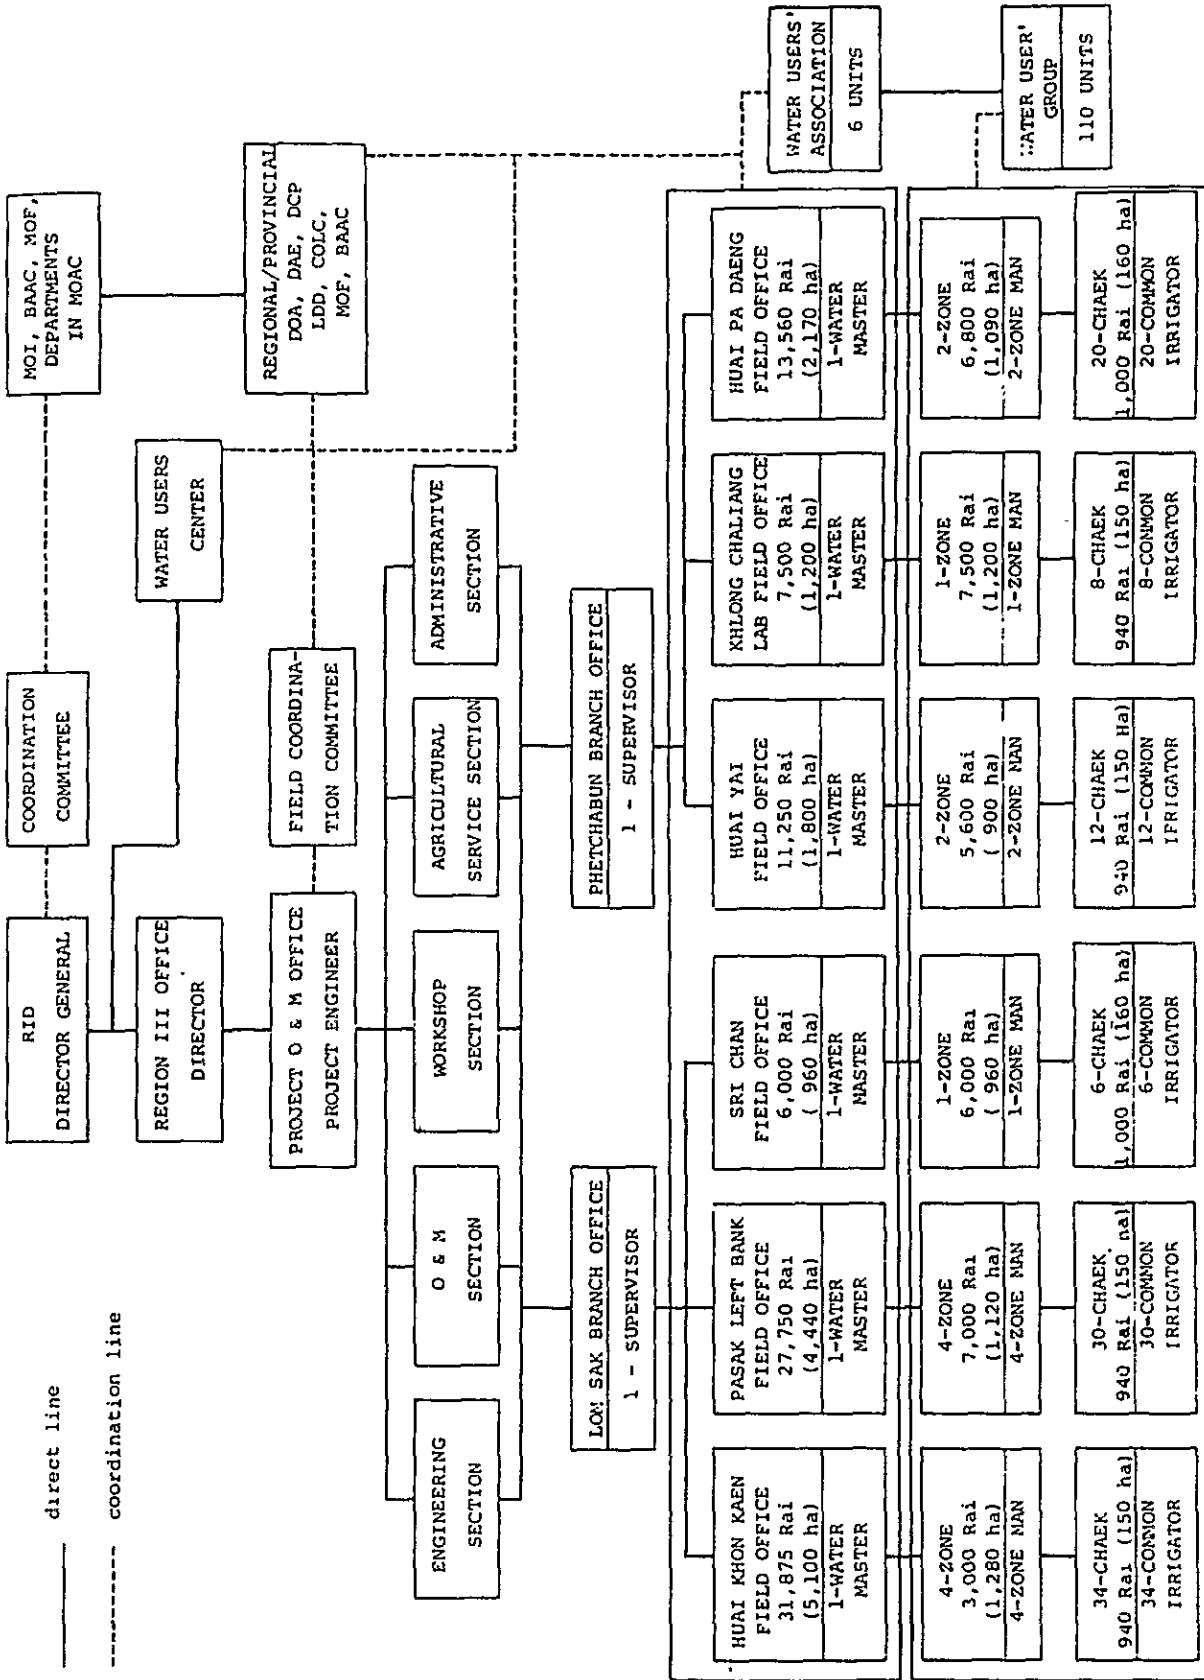 direct line
coordination line
RID
DIRECTOR GENERAL
COORDINATION
COMMITTEE
MOI, BAAC, MOF,
DEPARTMENTS
IN MOAC
REGION III OFFICE
DIRECTOR
WATER USERS
CENTER
PROJECT O & M OFFICE
PROJECT ENGINEER
FIELD COORDINA-
TION COMMITTEE
REGIONAL/PROVINCIAL
DOA, DAE, DCP
LDD, COLC,
MOF, BAAC
ENGINEERING
SECTION
O & M
SECTION
WORKSHOP
SECTION
AGRICULTURAL
SERVICE SECTION
ADMINISTRATIVE
SECTION
LOM SAK BRANCH OFFICE
1 - SUPERVISOR
PHETCHABUN BRANCH OFFICE
1 - SUPERVISOR
HUAI KHON KAEN
FIELD OFFICE
31,875 Rai
(5,100 ha)
1-WATER
MASTER
PASAK LEFT BANK
FIELD OFFICE
27,750 Rai
(4,440 ha)
1-WATER
MASTER
SRI CHAN
FIELD OFFICE
6,000 Rai
( 960 ha)
1-WATER
MASTER
HUAI YAI
FIELD OFFICE
11,250 Rai
(1,800 ha)
1-WATER
MASTER
KHLONG CHALIANG
LAB FIELD OFFICE
7,500 Rai
(1,200 ha)
1-WATER
MASTER
HUAI PA DAENG
FIELD OFFICE
13,560 Rai
(2,170 ha)
1-WATER
MASTER
WATER USERS'
ASSOCIATION
6 UNITS
4-ZONE
3,000 Rai
(1,280 ha)
4-ZONE MAN
4-ZONE
7,000 Rai
(1,120 ha)
4-ZONE MAN
1-ZONE
6,000 Rai
( 960 ha)
1-ZONE MAN
2-ZONE
5,600 Rai
( 900 ha)
2-ZONE MAN
1-ZONE
7,500 Rai
(1,200 ha)
1-ZONE MAN
2-ZONE
6,800 Rai
(1,090 ha)
2-ZONE MAN
WATER USER'
GROUP
110 UNITS
34-CHAEK
940 Rai (150 ha)
34-COMMON
IRRIGATOR
30-CHAEK
940 Rai (150 ha)
30-COMMON
IRRIGATOR
6-CHAEK
1,000 Rai (160 ha)
6-COMMON
IRRIGATOR
12-CHAEK
940 Rai (150 Ha)
12-COMMON
IFRIGATOR
8-CHAEK
940 Rai (150 ha)
8-COMMON
IRRIGATOR
20-CHAEK
1,000 Rai (160 ha)
20-COMMON
IRRIGATOR